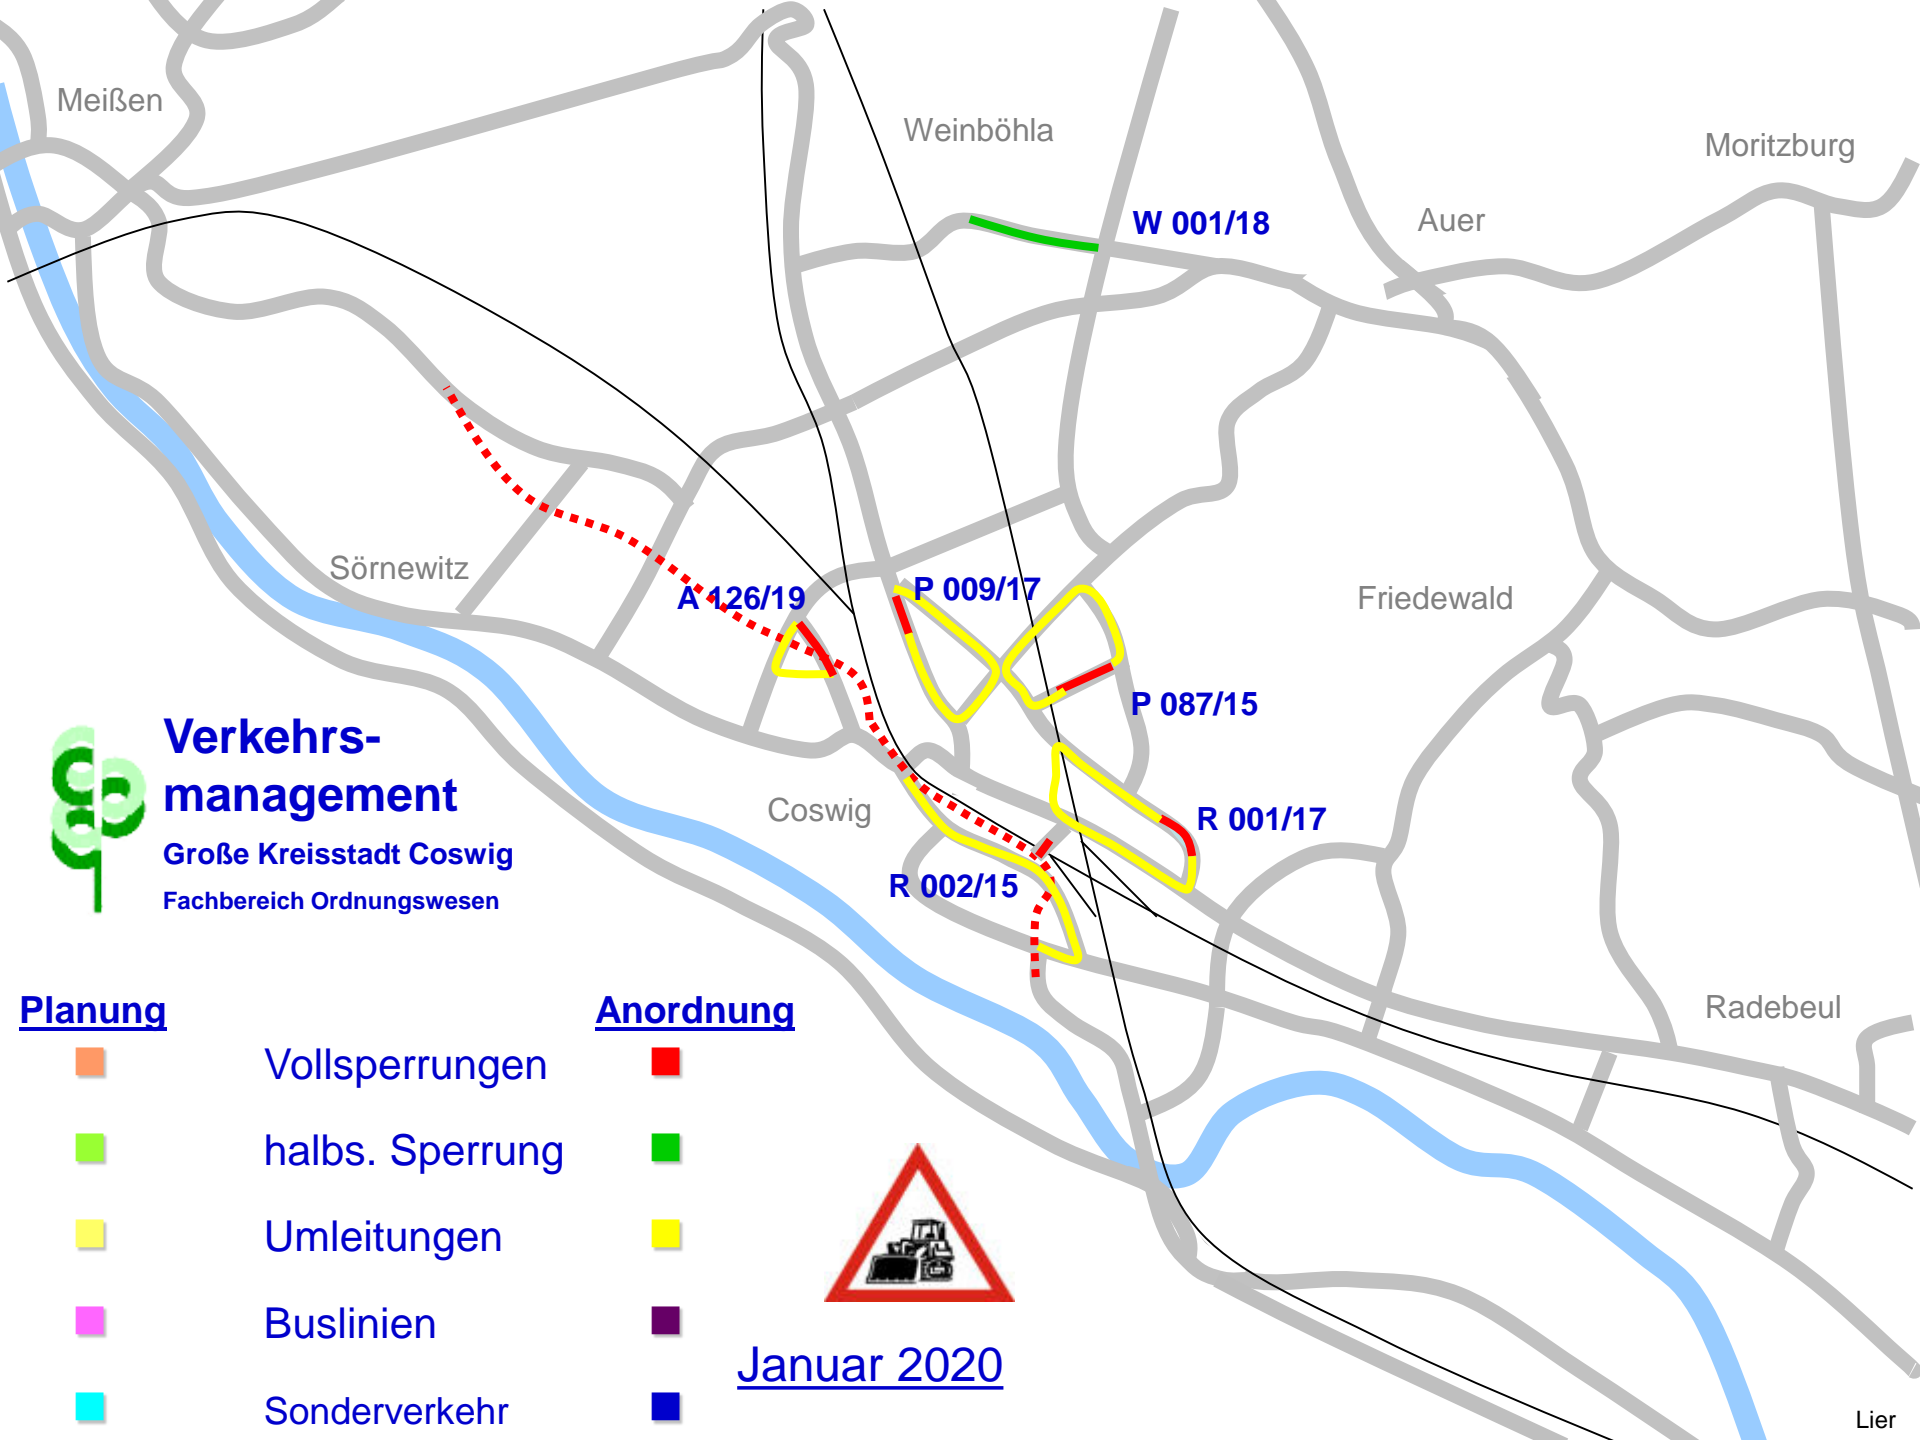 Meißen
Weinböhla
Moritzburg
W 001/18
Auer
Sörnewitz
A 126/19
P 009/17
Friedewald
P 087/15
Verkehrs-
management
Große Kreisstadt Coswig
Fachbereich Ordnungswesen
Coswig
R 001/17
R 002/15
Radebeul
Planung
Anordnung
Vollsperrungen
halbs. Sperrung
Umleitungen
Buslinien
Sonderverkehr
Januar 2020
Lier